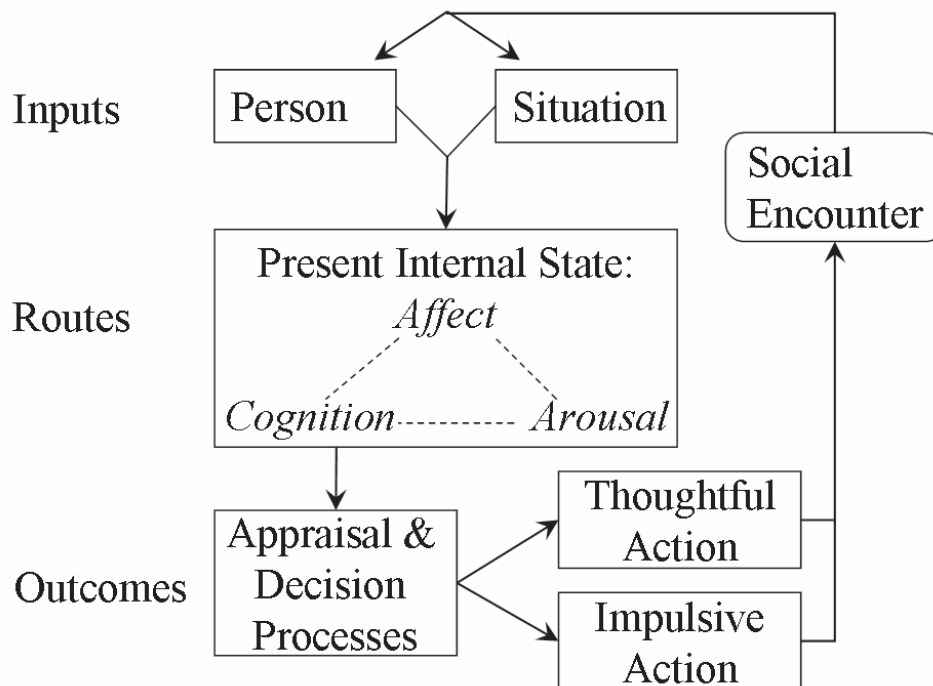 Inputs
Person
Situation
Social
Encounter
Routes
Present Internal State:
Affect
Cognition
Arousal
Outcomes
Appraisal &
Decision
Processes
Thoughtful
Action
Impulsive
Action